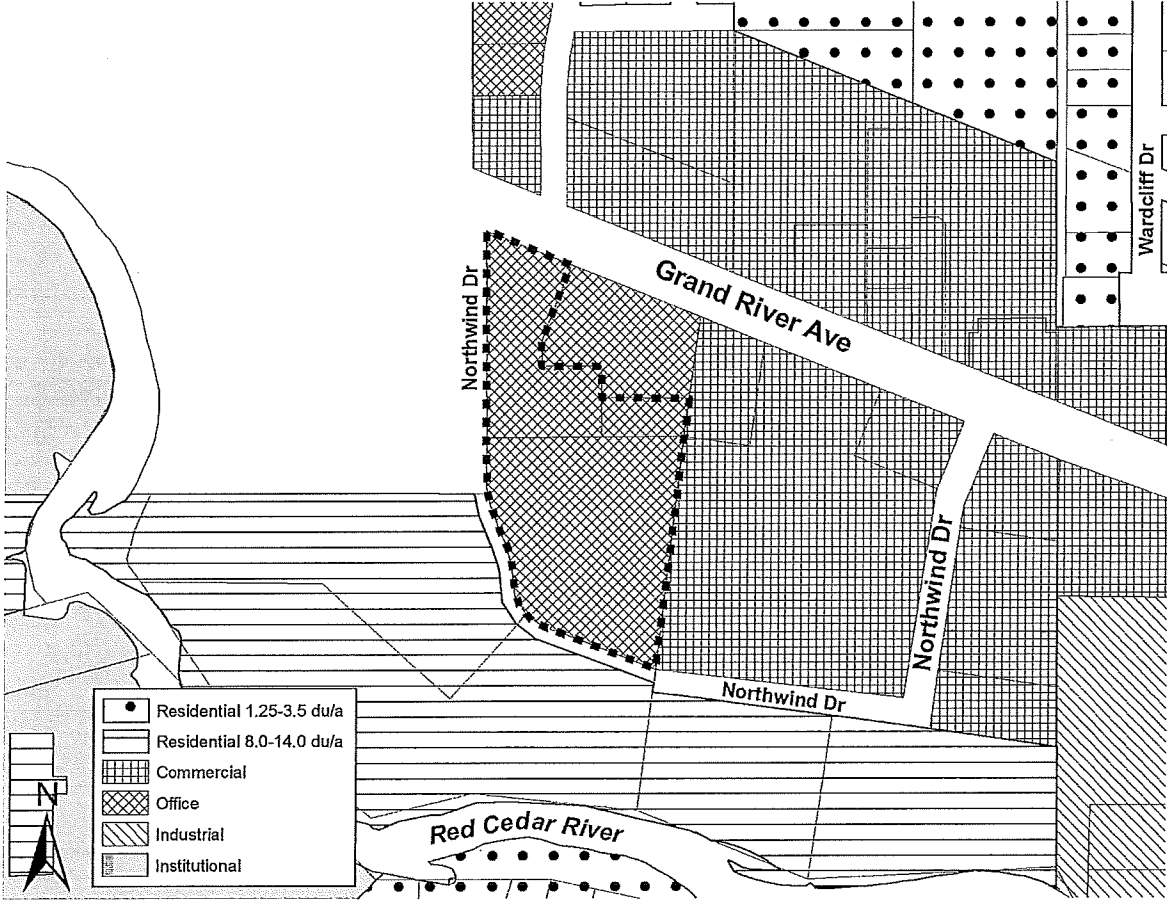 Wardcliff Dr
Grand River Ave
Northwind Dr
Northwind Dr
Northwind Dr
Residential 1.25-3.5 du/a
Residential 8.0-14.0 du/a
Commercial
Office
Industrial
Institutional
N
Red Cedar River